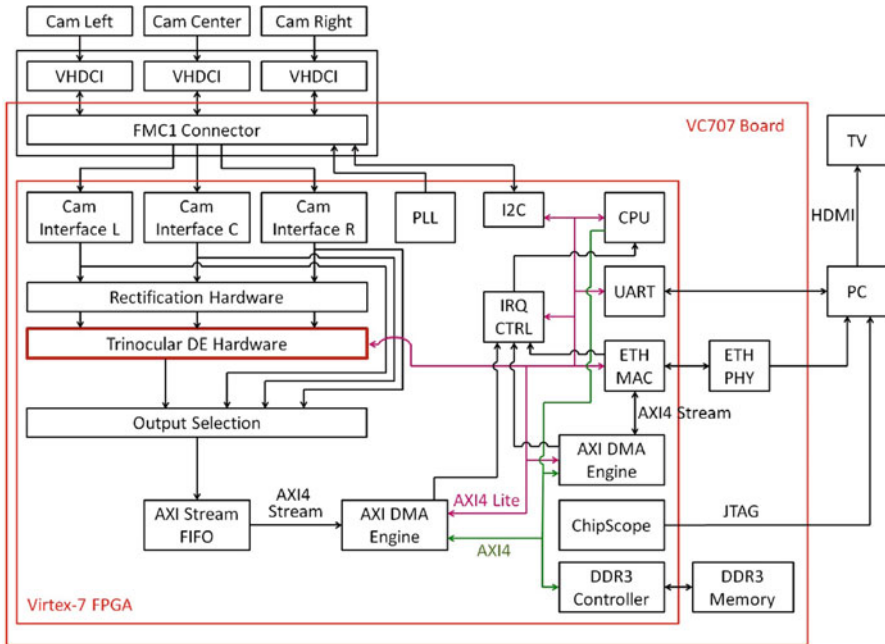 Cam Left
Cam Center
Cam Right
VHDCI
VHDCI
VHDCI
FMC1 Connector
VC707 Board
TV
HDMI
Cam
Interface L
Cam
Interface C
Cam
Interface R
PLL
I2C
CPU
Rectification Hardware
IRQ
CTRL
UART
PC
Trinocular DE Hardware
ETH
MAC
ETH
PHY
AXI4 Stream
Output Selection
AXI DMA
Engine
AXI Stream
FIFO
AXI4
Stream
AXI DMA
Engine
AXI4 Lite
AXI4
ChipScope
JTAG
DDR3
Controller
DDR3
Memory
Virtex-7 FPGA